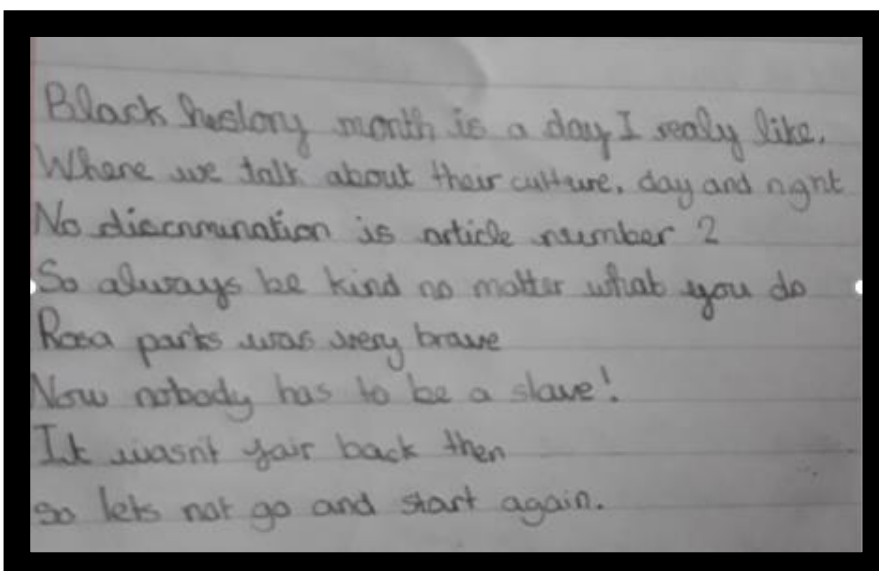 Black history month is a day I realy like.
Where we talk about their culture, day and night
No discrimination is article number 2
So always be kind no matter what you do
Rosa parks was very brave
Now nobody has to be a slave!
It wasn't fair back then
so lets not go and start again.